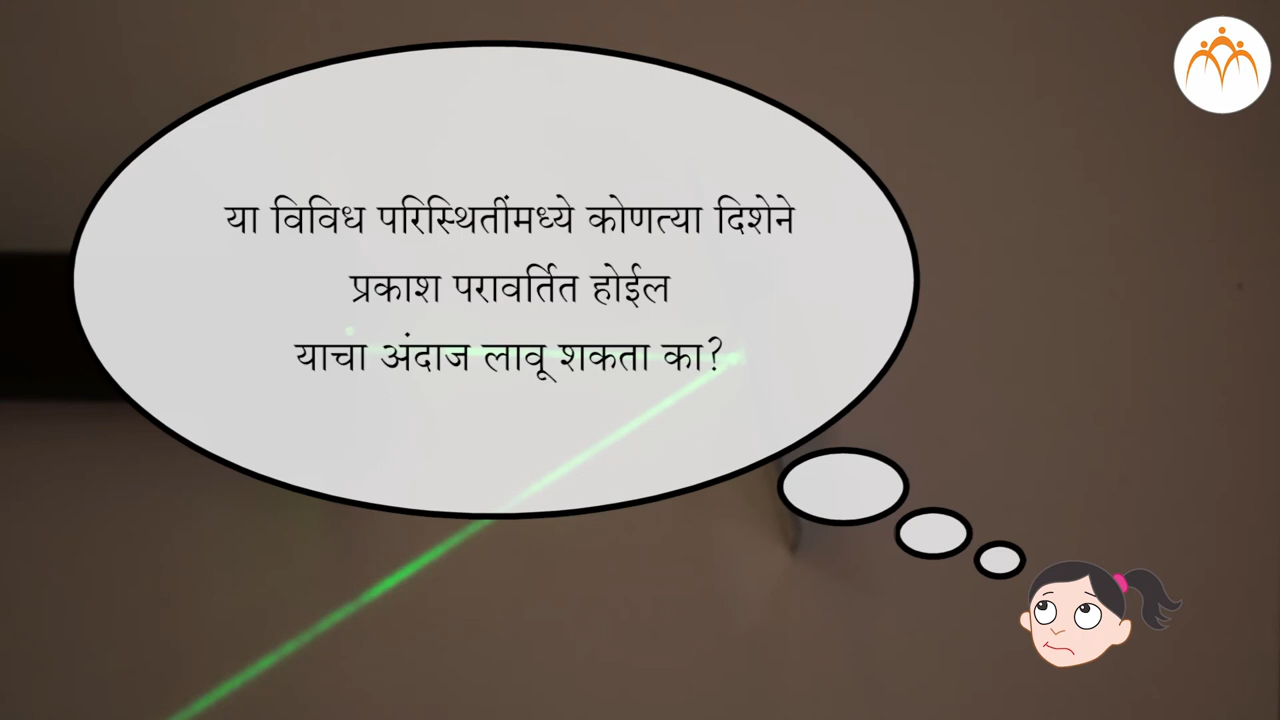 या विविध परिस्थितींमध्ये कोणत्या दिशेने
प्रकाश परावर्तित होईल
याचा अंदाज लावू शकता का?